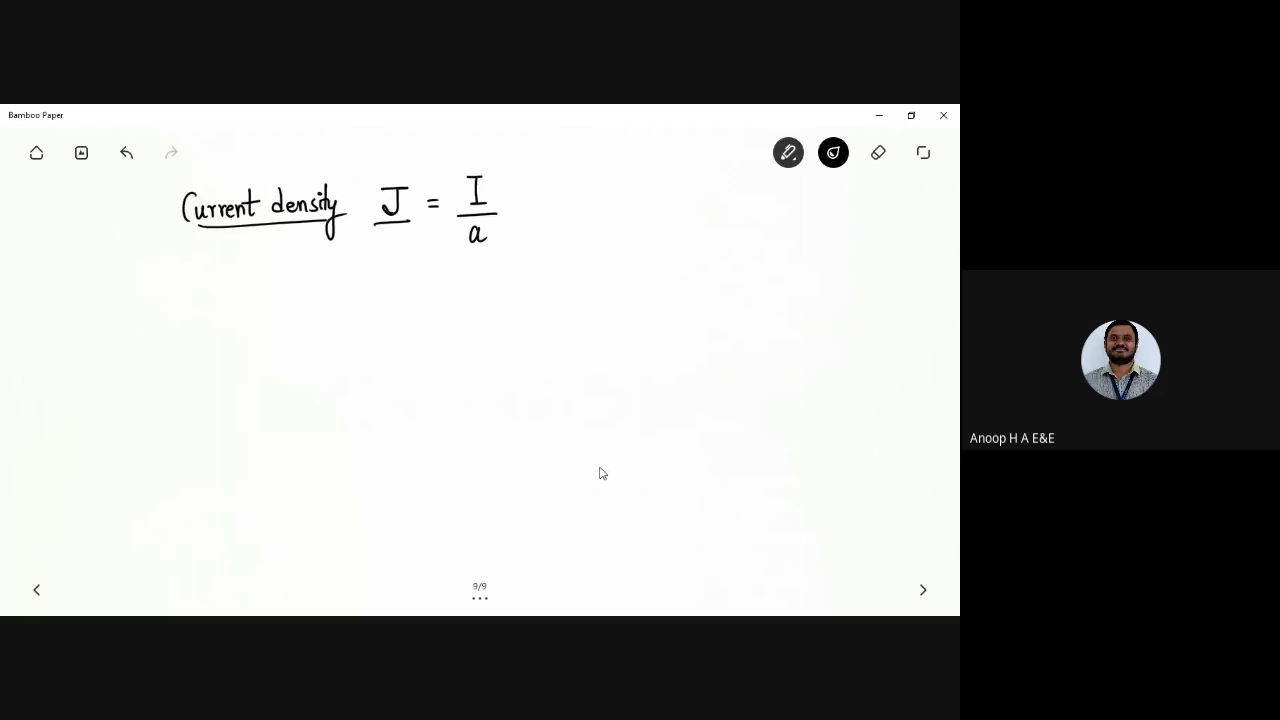 Bamboo Paper
Current density J = I / a
Anoop H A E&E
9/9